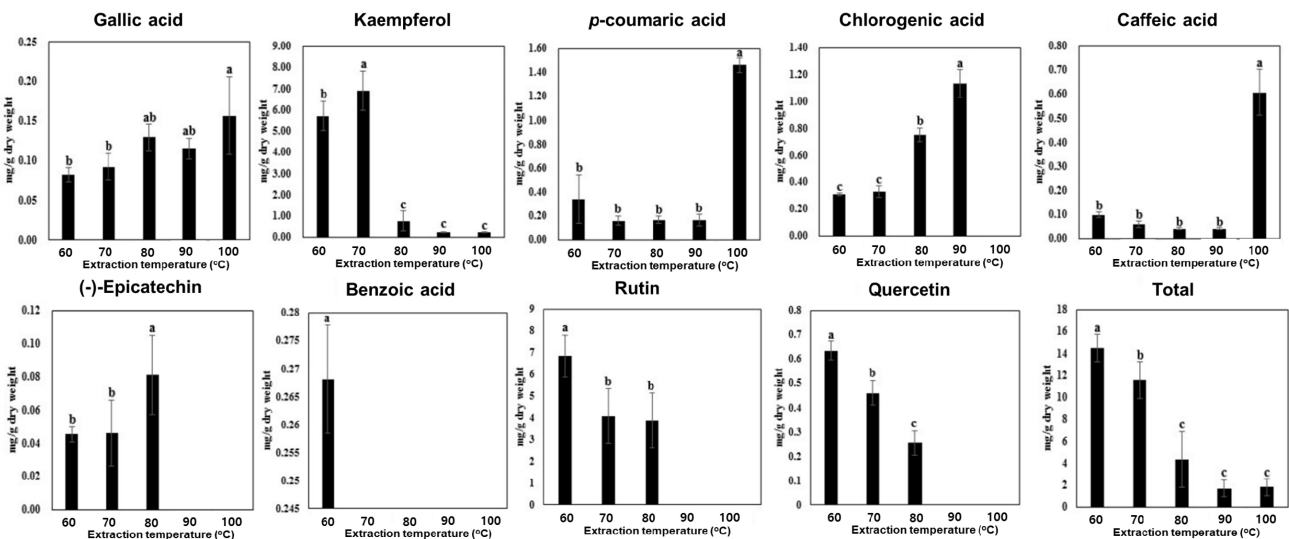 Gallic acid
Kaempferol
p-coumaric acid
Chlorogenic acid
Caffeic acid
mg/g dry weight
0.25
0.20
0.15
0.10
0.05
0.00
b
b
ab
ab
a
60 70 80 90 100
Extraction temperature (°C)
mg/g dry weight
9.00
8.00
7.00
6.00
5.00
4.00
3.00
2.00
1.00
0.00
b
a
c
c
c
60 70 80 90 100
Extraction temperature (°C)
mg/g dry weight
1.60
1.40
1.20
1.00
0.80
0.60
0.40
0.20
0.00
b
b
b
b
a
60 70 80 90 100
Extraction temperature (°C)
mg/g dry weight
1.40
1.20
1.00
0.80
0.60
0.40
0.20
0.00
c
c
b
a
60 70 80 90 100
Extraction temperature (°C)
mg/g dry weight
0.80
0.70
0.60
0.50
0.40
0.30
0.20
0.10
0.00
b
b
b
b
a
60 70 80 90 100
Extraction temperature (°C)
(-)-Epicatechin
Benzoic acid
Rutin
Quercetin
Total
mg/g dry weight
0.12
0.10
0.08
0.06
0.04
0.02
0.00
b
b
a
60 70 80 90 100
Extraction temperature (°C)
mg/g dry weight
0.28
0.275
0.27
0.265
0.26
0.255
0.25
0.245
a
60 70 80 90 100
Extraction temperature (°C)
mg/g dry weight
9
8
7
6
5
4
3
2
1
0
a
b
b
60 70 80 90 100
Extraction temperature (°C)
mg/g dry weight
0.8
0.7
0.6
0.5
0.4
0.3
0.2
0.1
0
a
b
c
60 70 80 90 100
Extraction temperature (°C)
mg/g dry weight
18
16
14
12
10
8
6
4
2
0
a
b
c
c
c
60 70 80 90 100
Extraction temperature (°C)